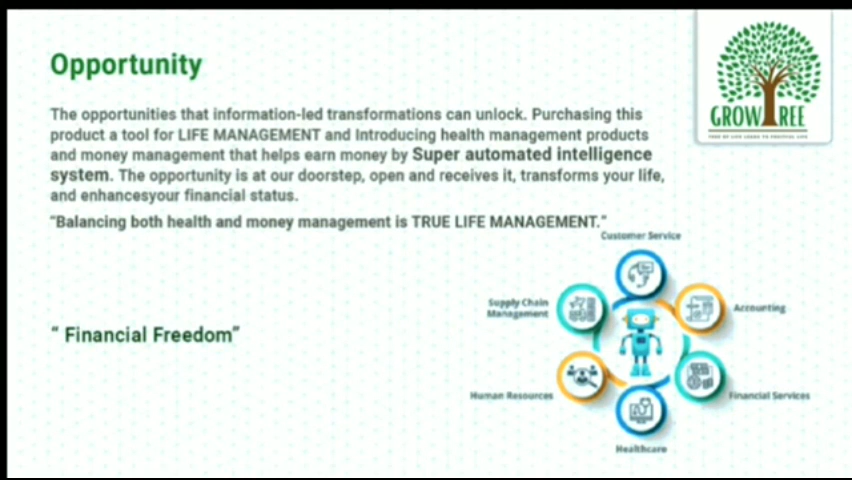 Opportunity
The opportunities that information-led transformations can unlock. Purchasing this
product a tool for LIFE MANAGEMENT and Introducing health management products
and money management that helps earn money by Super automated intelligence
system. The opportunity is at our doorstep, open and receives it, transforms your life,
and enhancesyour financial status.
"Balancing both health and money management is TRUE LIFE MANAGEMENT."
" Financial Freedom"
GROW TREE
Customer Service
Supply Chain
Management
Accounting
Human Resources
Financial Services
Healthcare